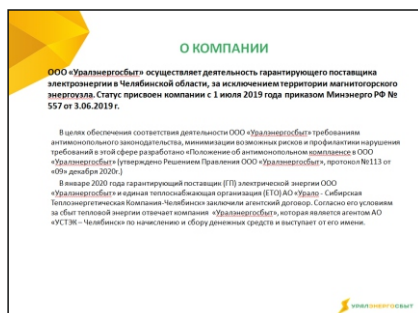 О КОМПАНИИ
ООО «Уралэнергосбыт» осуществляет деятельность гарантирующего поставщика
электроэнергии в Челябинской области, за исключением территории магнитогорского
энергоузла. Статус присвоен компании с 1 июля 2019 года приказом Минэнерго РФ №
557 от 3.06.2019 г.
В целях обеспечения соответствия деятельности ООО «Уралэнергосбыт» требованиям
антимонопольного законодательства, минимизации возможных рисков и профилактики нарушения
требований в этой сфере разработано «Положение об антимонопольном комплаенсе в ООО
«Уралэнергосбыт» (утверждено Решением Правления ООО «Уралэнергосбыт», протокол №113 от
«09» декабря 2020г.)
В январе 2020 года гарантирующий поставщик (ГП) электрической энергии ООО
«Уралэнергосбыт» и единая теплоснабжающая организация (ЕТО) АО «Урало - Сибирская
Теплоэнергетическая Компания-Челябинск» заключили агентский договор. Согласно его условиям
за сбыт тепловой энергии отвечает компания «Уралэнергосбыт», которая является агентом АО
«УСТЭК – Челябинск» по начислению и сбору денежных средств и выступает от его имени.
УРАЛЭНЕРГОСБЫТ